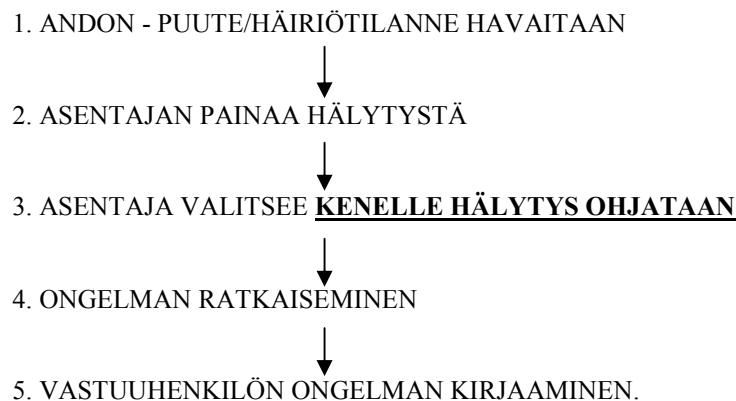 1. ANDON - PUUTE/HÄIRIÖTILANNE HAVAITAAN
2. ASENTAJAN PAINAA HÄLYTYSTÄ
3. ASENTAJA VALITSEE KENELLE HÄLYTYS OHJATAAN
4. ONGELMAN RATKAISEMINEN
5. VASTUUHENKILÖN ONGELMAN KIRJAAMINEN.